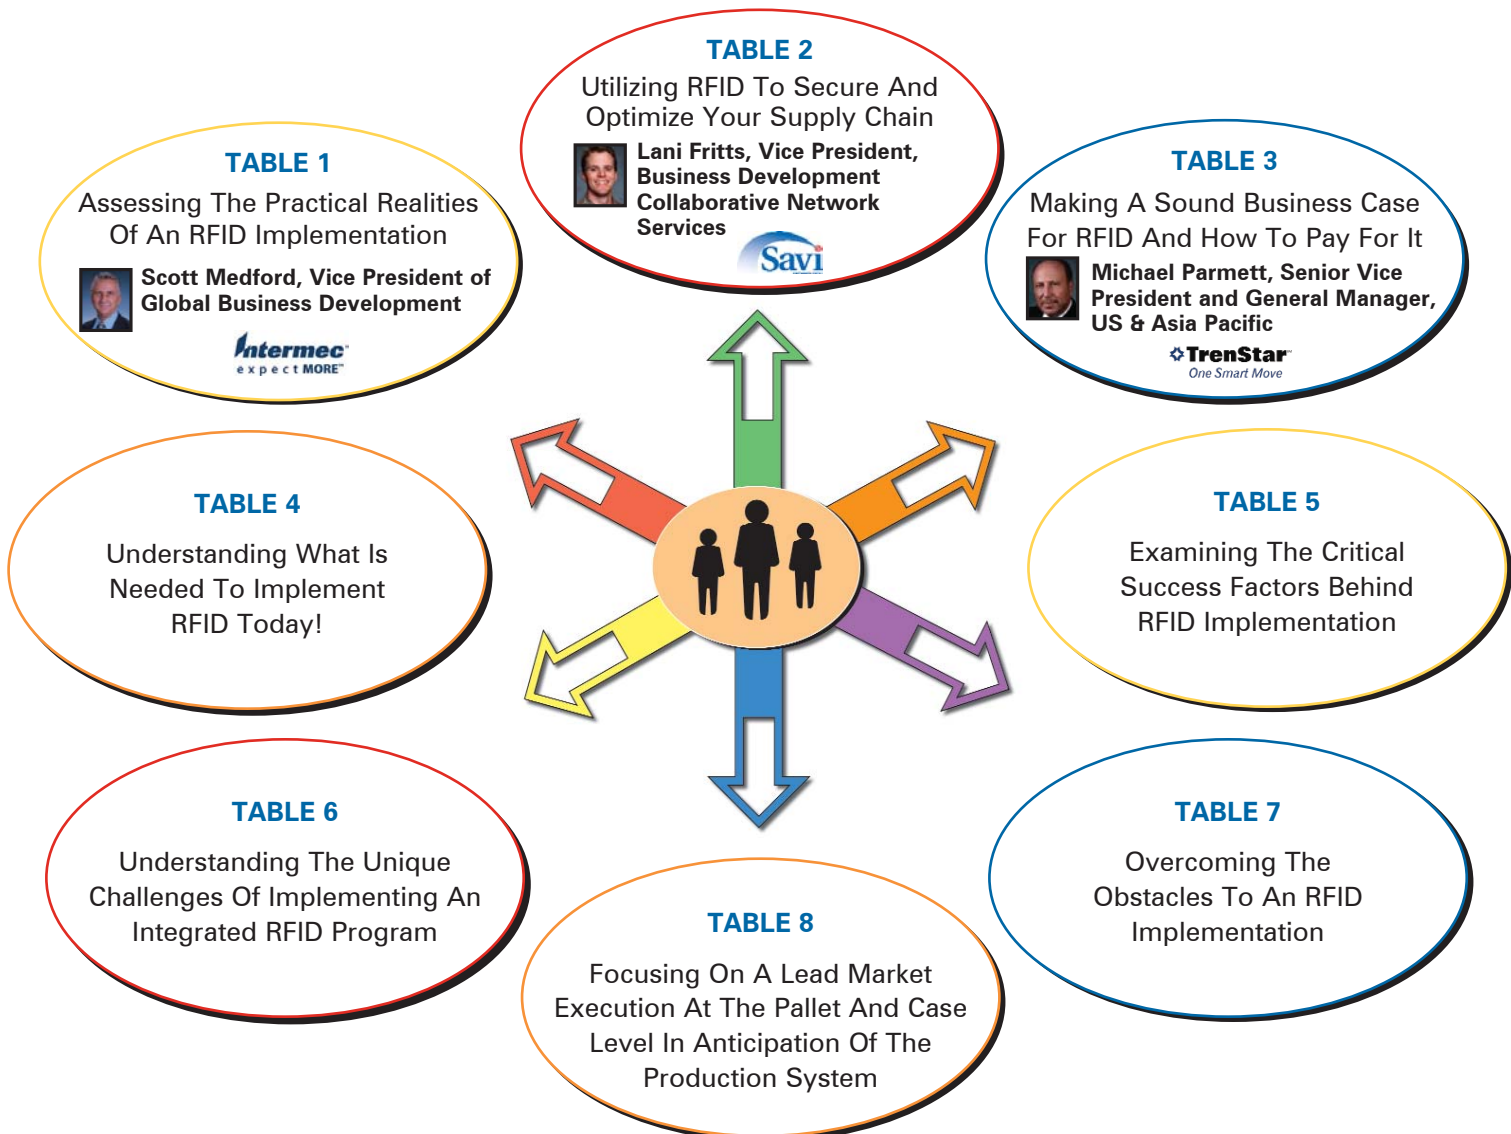 TABLE 1
Assessing The Practical Realities
Of An RFID Implementation
Scott Medford, Vice President of
Global Business Development
Intermec™
expect MORE™
TABLE 2
Utilizing RFID To Secure And
Optimize Your Supply Chain
Lani Fritts, Vice President,
Business Development
Collaborative Network
Services
Savi
TABLE 3
Making A Sound Business Case
For RFID And How To Pay For It
Michael Parmett, Senior Vice
President and General Manager,
US & Asia Pacific
TrenStar™
One Smart Move
TABLE 4
Understanding What Is
Needed To Implement
RFID Today!
TABLE 5
Examining The Critical
Success Factors Behind
RFID Implementation
TABLE 6
Understanding The Unique
Challenges Of Implementing An
Integrated RFID Program
TABLE 7
Overcoming The
Obstacles To An RFID
Implementation
TABLE 8
Focusing On A Lead Market
Execution At The Pallet And Case
Level In Anticipation Of The
Production System